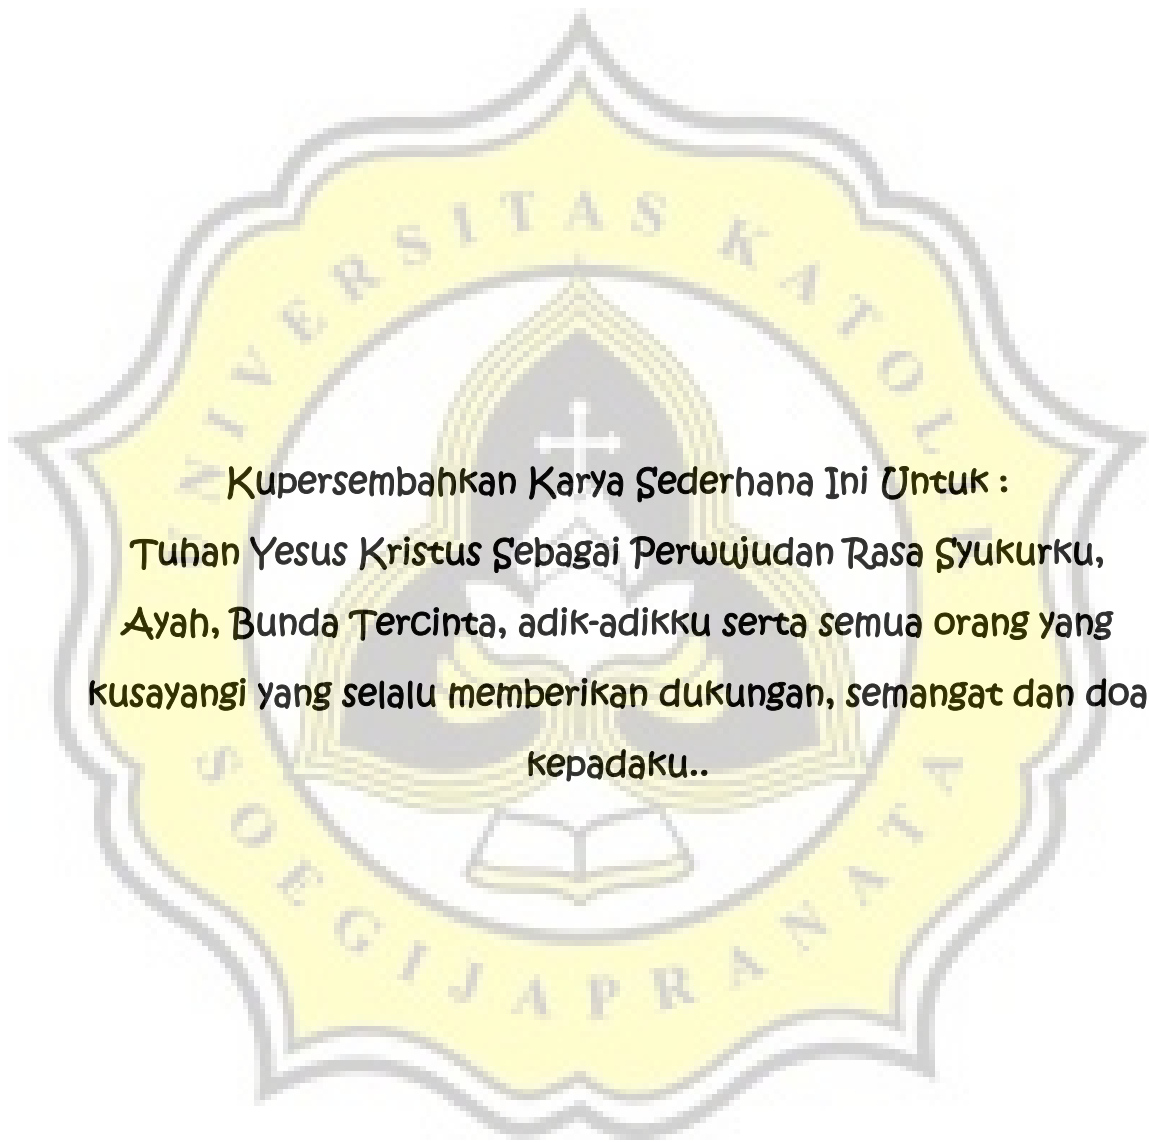 UNIVERSITAS KATOLIK
Kupersembahkan Karya Sederhana Ini Untuk :
Tuhan Yesus Kristus Sebagai Perwujudan Rasa Syukurku,
Ayah, Bunda Tercinta, adik-adikku serta semua orang yang
kusayangi yang selalu memberikan dukungan, semangat dan doa
kepadaku..
SOEGIJAPRANATA